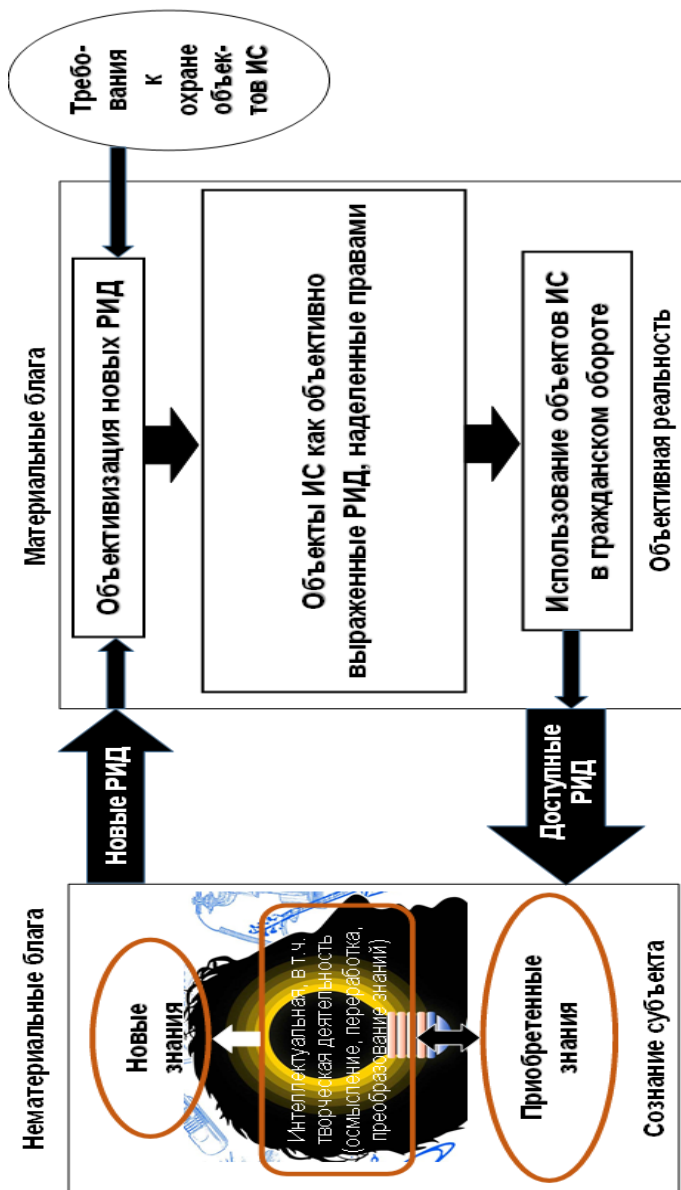 Нематериальные блага
Новые
знания
Интеллектуальная, в т.ч.
творческая деятельность
(осмысление, переработка,
преобразование знаний)
Приобретенные
знания
Сознание субъекта
Новые РИД
Доступные
РИД
Материальные блага
Объективизация новых РИД
Объекты ИС как объективно
выраженные РИД, наделенные правами
Использование объектов ИС
в гражданском обороте
Объективная реальность
Требо-
вания
к
охране
объек-
тов ИС